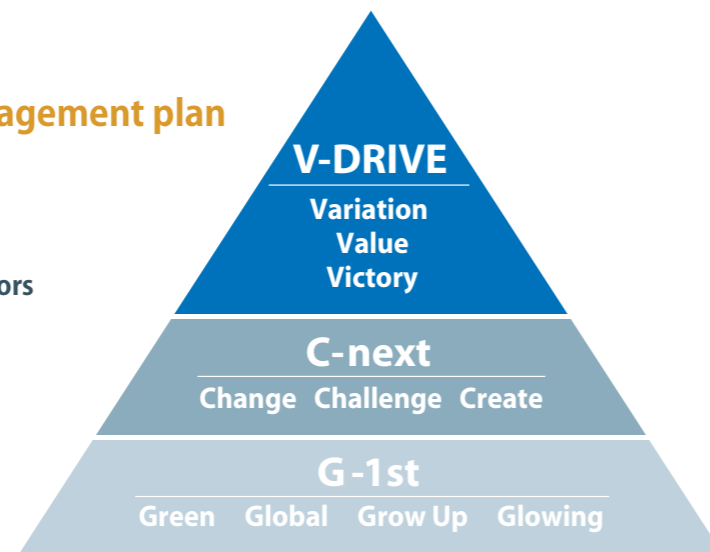 agement plan
V-DRIVE
Variation
Value
Victory
ors
C-next
Change Challenge Create
G-1st
Green Global Grow Up Glowing